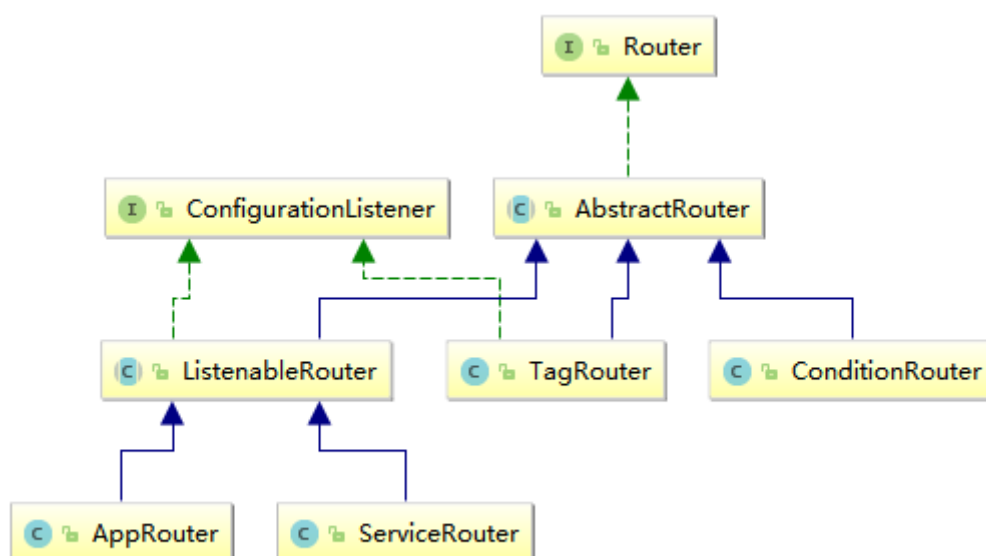 I Router
I ConfigurationListener
C AbstractRouter
C ListenableRouter
C TagRouter
C ConditionRouter
C AppRouter
C ServiceRouter